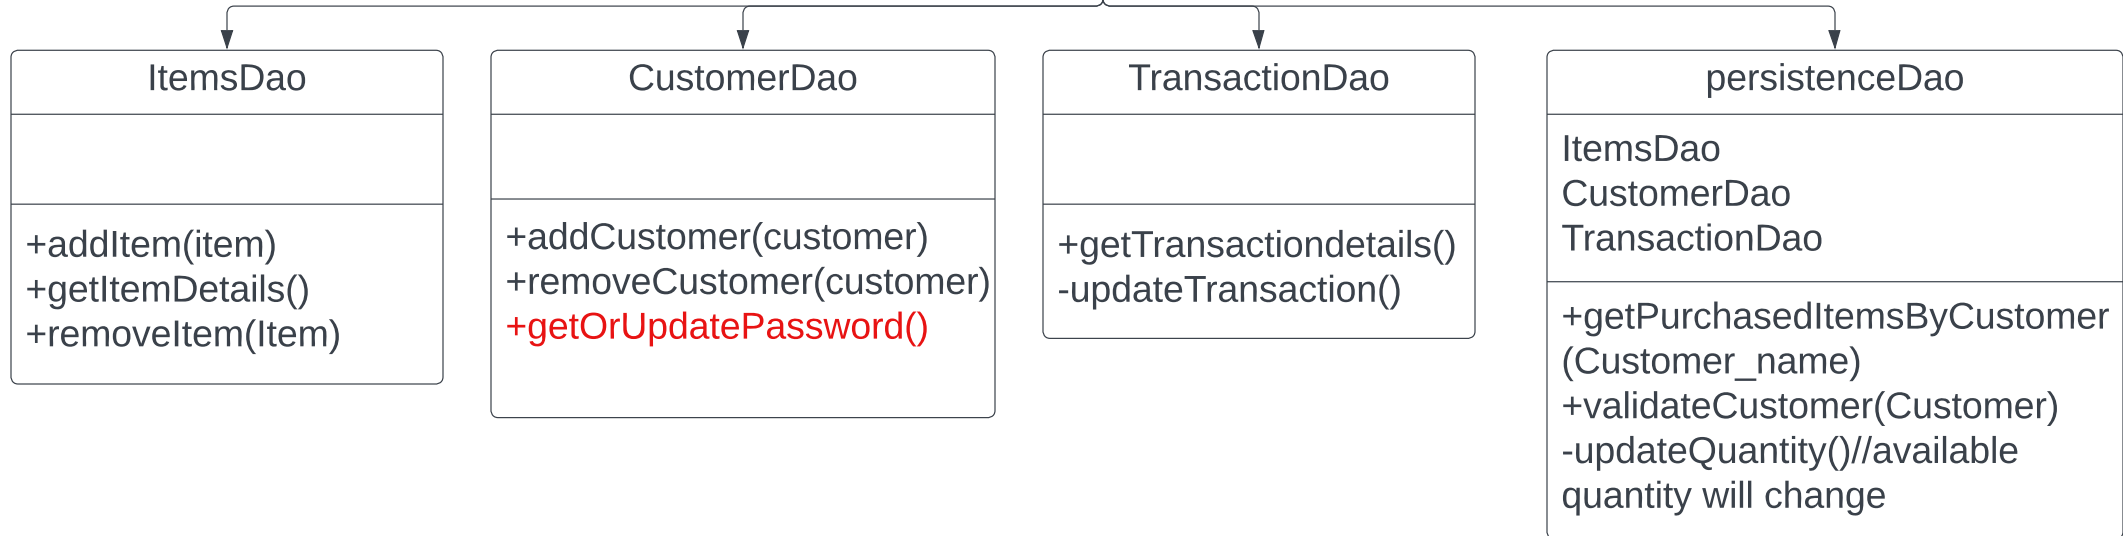 ItemsDao
+addItem(item)
+getItemDetails()
+removeItem(Item)
CustomerDao
+addCustomer(customer)
+removeCustomer(customer)
+getOrUpdatePassword()
TransactionDao
+getTransactiondetails()
-updateTransaction()
persistenceDao
ItemsDao
CustomerDao
TransactionDao
+getPurchasedItemsByCustomer
(Customer_name)
+validateCustomer(Customer)
-updateQuantity()//available
quantity will change